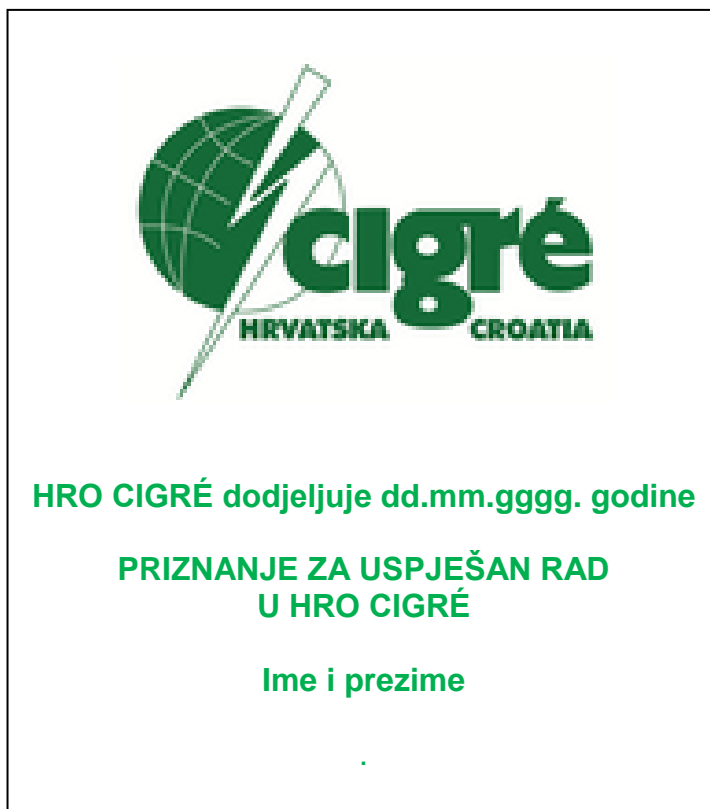 cigré
HRVATSKA CROATIA
HRO CIGRÉ dodjeljuje dd.mm.gggg. godine
PRIZNANJE ZA USPJEŠAN RAD
U HRO CIGRÉ
Ime i prezime
.